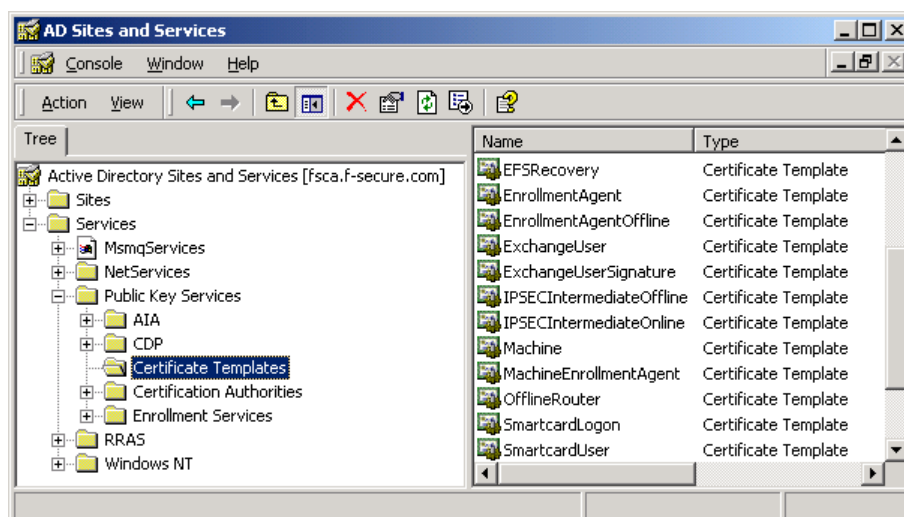 AD Sites and Services
Console Window Help
Action View
Tree
Active Directory Sites and Services [fsca.f-secure.com]
Sites
Services
MsmqServices
NetServices
Public Key Services
AIA
CDP
Certificate Templates
Certification Authorities
Enrollment Services
RRAS
Windows NT
Name Type
EFSRecovery Certificate Template
EnrollmentAgent Certificate Template
EnrollmentAgentOffline Certificate Template
ExchangeUser Certificate Template
ExchangeUserSignature Certificate Template
IPSECIntermediateOffline Certificate Template
IPSECIntermediateOnline Certificate Template
Machine Certificate Template
MachineEnrollmentAgent Certificate Template
OfflineRouter Certificate Template
SmartcardLogon Certificate Template
SmartcardUser Certificate Template